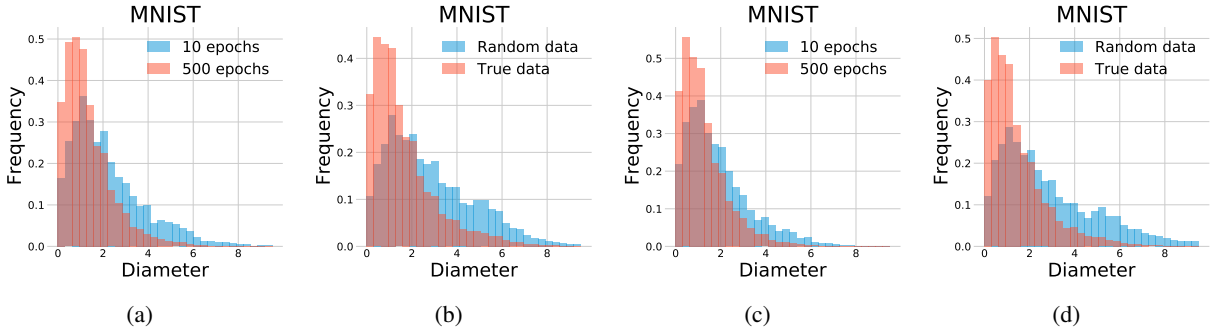 MNIST
10 epochs
500 epochs
Frequency
0.5
0.4
0.3
0.2
0.1
0.0
0 2 4 6 8
Diameter
(a)
MNIST
Random data
True data
Frequency
0.4
0.3
0.2
0.1
0.0
0 2 4 6 8
Diameter
(b)
MNIST
10 epochs
500 epochs
Frequency
0.5
0.4
0.3
0.2
0.1
0.0
0 2 4 6 8
Diameter
(c)
MNIST
Random data
True data
Frequency
0.5
0.4
0.3
0.2
0.1
0.0
0 2 4 6 8
Diameter
(d)